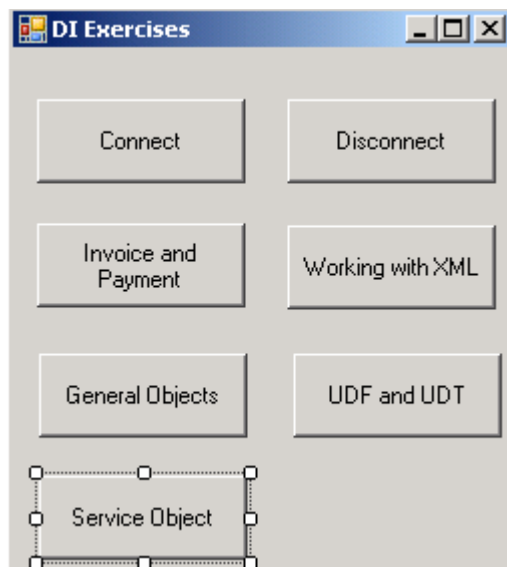 DI Exercises
Connect
Disconnect
Invoice and
Payment
Working with XML
General Objects
UDF and UDT
Service Object